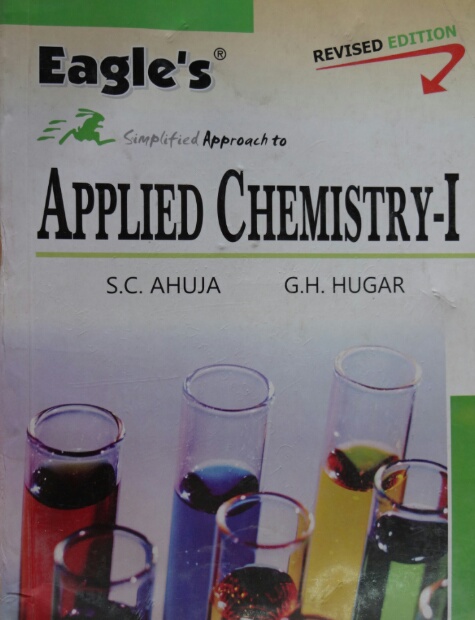 REVISED EDITION
Eagle's®
Simplified Approach to
APPLIED CHEMISTRY-I
S.C. AHUJA G.H. HUGAR